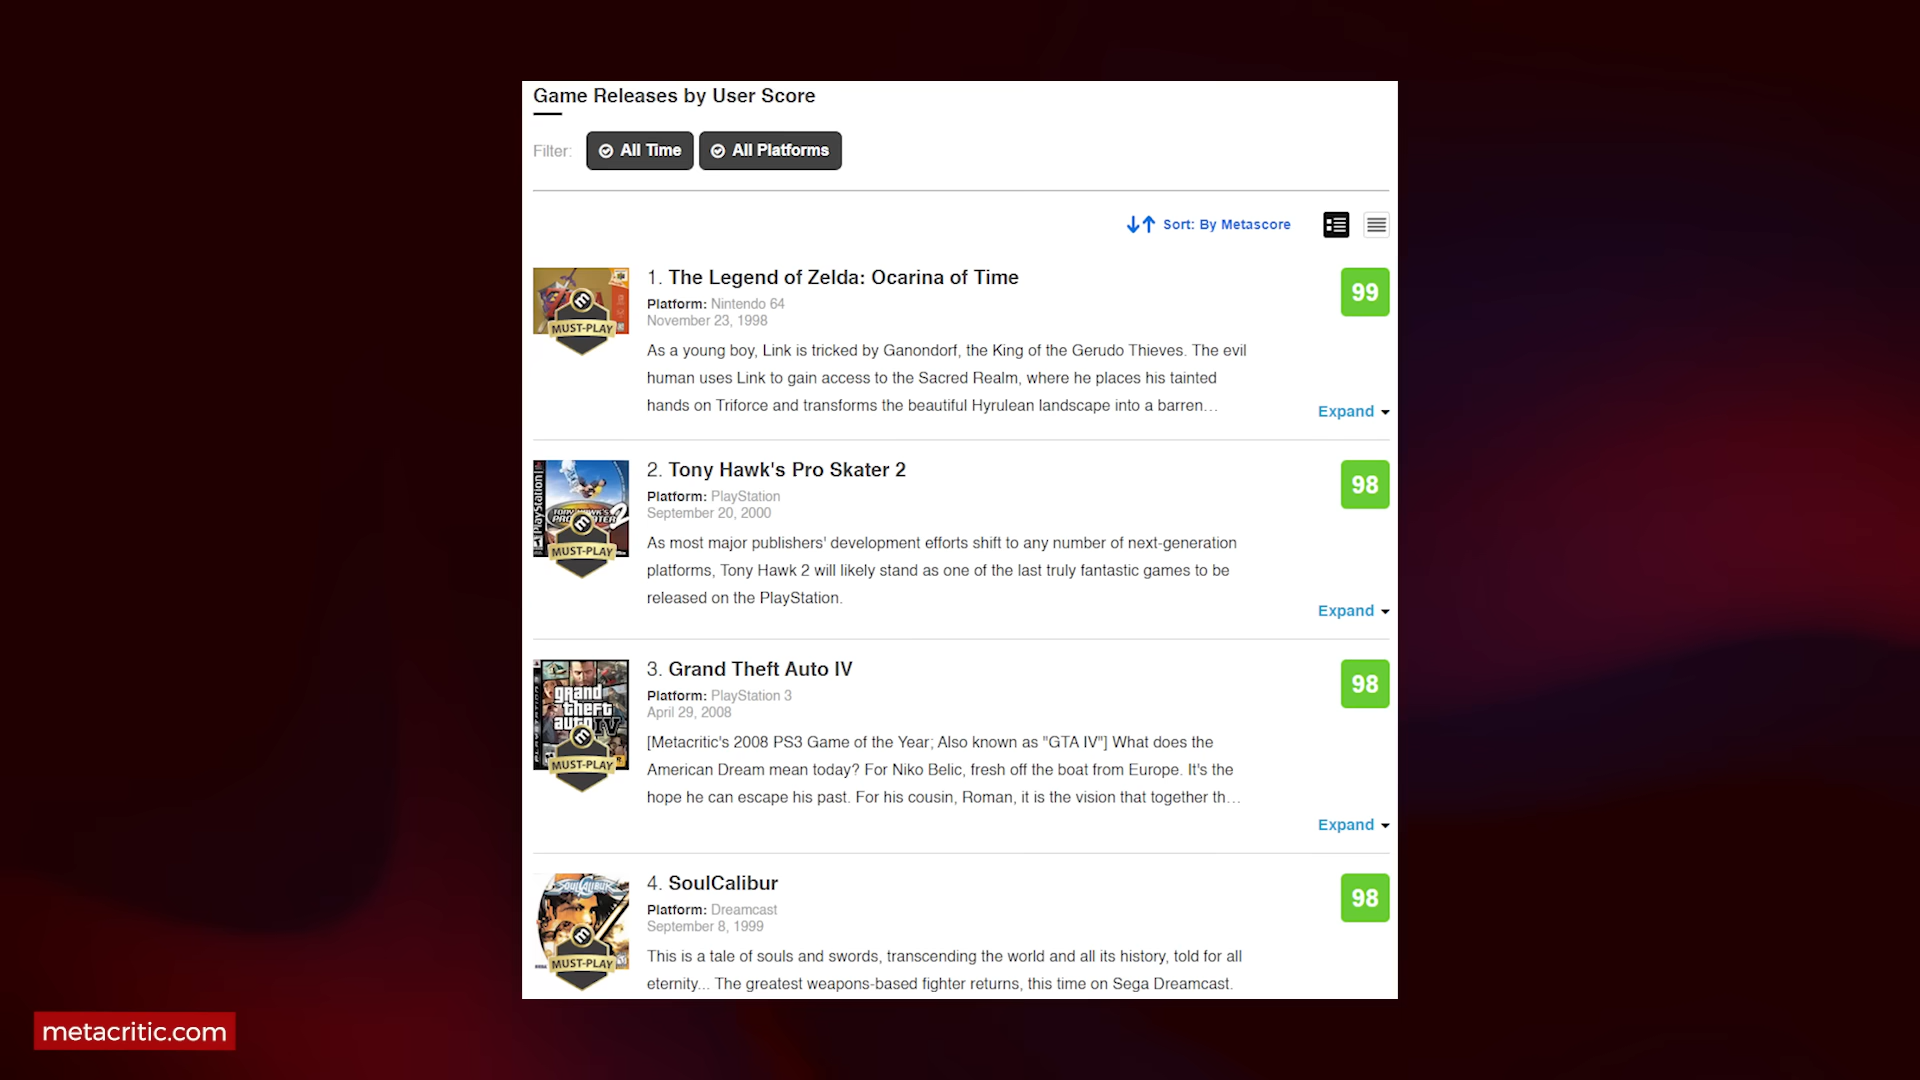 Game Releases by User Score
Filter: All Time All Platforms
Sort: By Metascore
1. The Legend of Zelda: Ocarina of Time
99
Platform: Nintendo 64
November 23, 1998
As a young boy, Link is tricked by Ganondorf, the King of the Gerudo Thieves. The evil
human uses Link to gain access to the Sacred Realm, where he places his tainted
hands on Triforce and transforms the beautiful Hyrulean landscape into a barren…
MUST-PLAY
Expand
2. Tony Hawk's Pro Skater 2
98
Platform: PlayStation
September 20, 2000
As most major publishers' development efforts shift to any number of next-generation
platforms, Tony Hawk 2 will likely stand as one of the last truly fantastic games to be
released on the PlayStation.
PlayStation
MUST-PLAY
Expand
3. Grand Theft Auto IV
98
Platform: PlayStation 3
April 29, 2008
[Metacritic's 2008 PS3 Game of the Year; Also known as "GTA IV"] What does the
American Dream mean today? For Niko Belic, fresh off the boat from Europe. It's the
hope he can escape his past. For his cousin, Roman, it is the vision that together th…
grand
theft
auto IV
MUST-PLAY
Expand
4. SoulCalibur
98
Platform: Dreamcast
September 8, 1999
This is a tale of souls and swords, transcending the world and all its history, told for all
eternity... The greatest weapons-based fighter returns, this time on Sega Dreamcast.
SOULCALIBUR
MUST-PLAY
metacritic.com